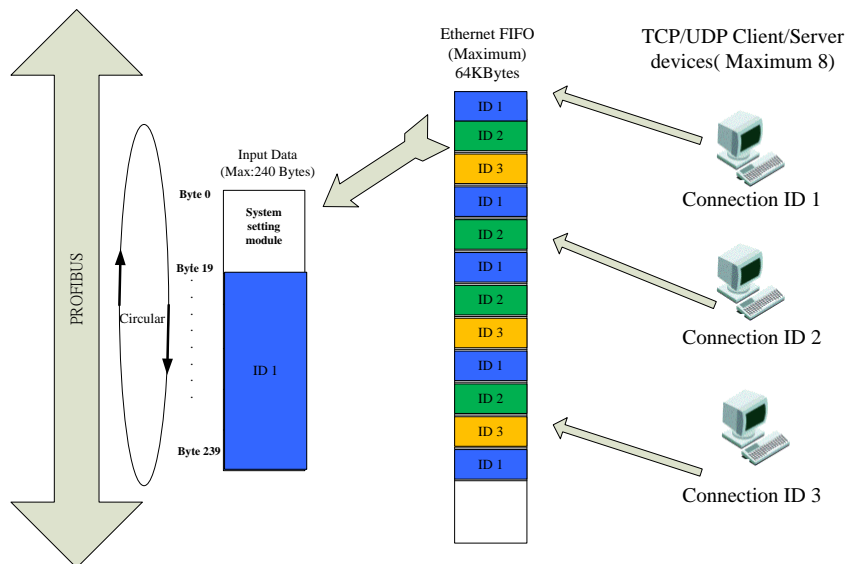 PROFIBUS
Circular
Input Data
(Max:240 Bytes)
Byte 0
System
setting
module
Byte 19
ID 1
Byte 239
Ethernet FIFO
(Maximum)
64KBytes
ID 1
ID 2
ID 3
ID 1
ID 2
ID 1
ID 2
ID 3
ID 1
ID 2
ID 3
ID 1
TCP/UDP Client/Server
devices( Maximum 8)
Connection ID 1
Connection ID 2
Connection ID 3